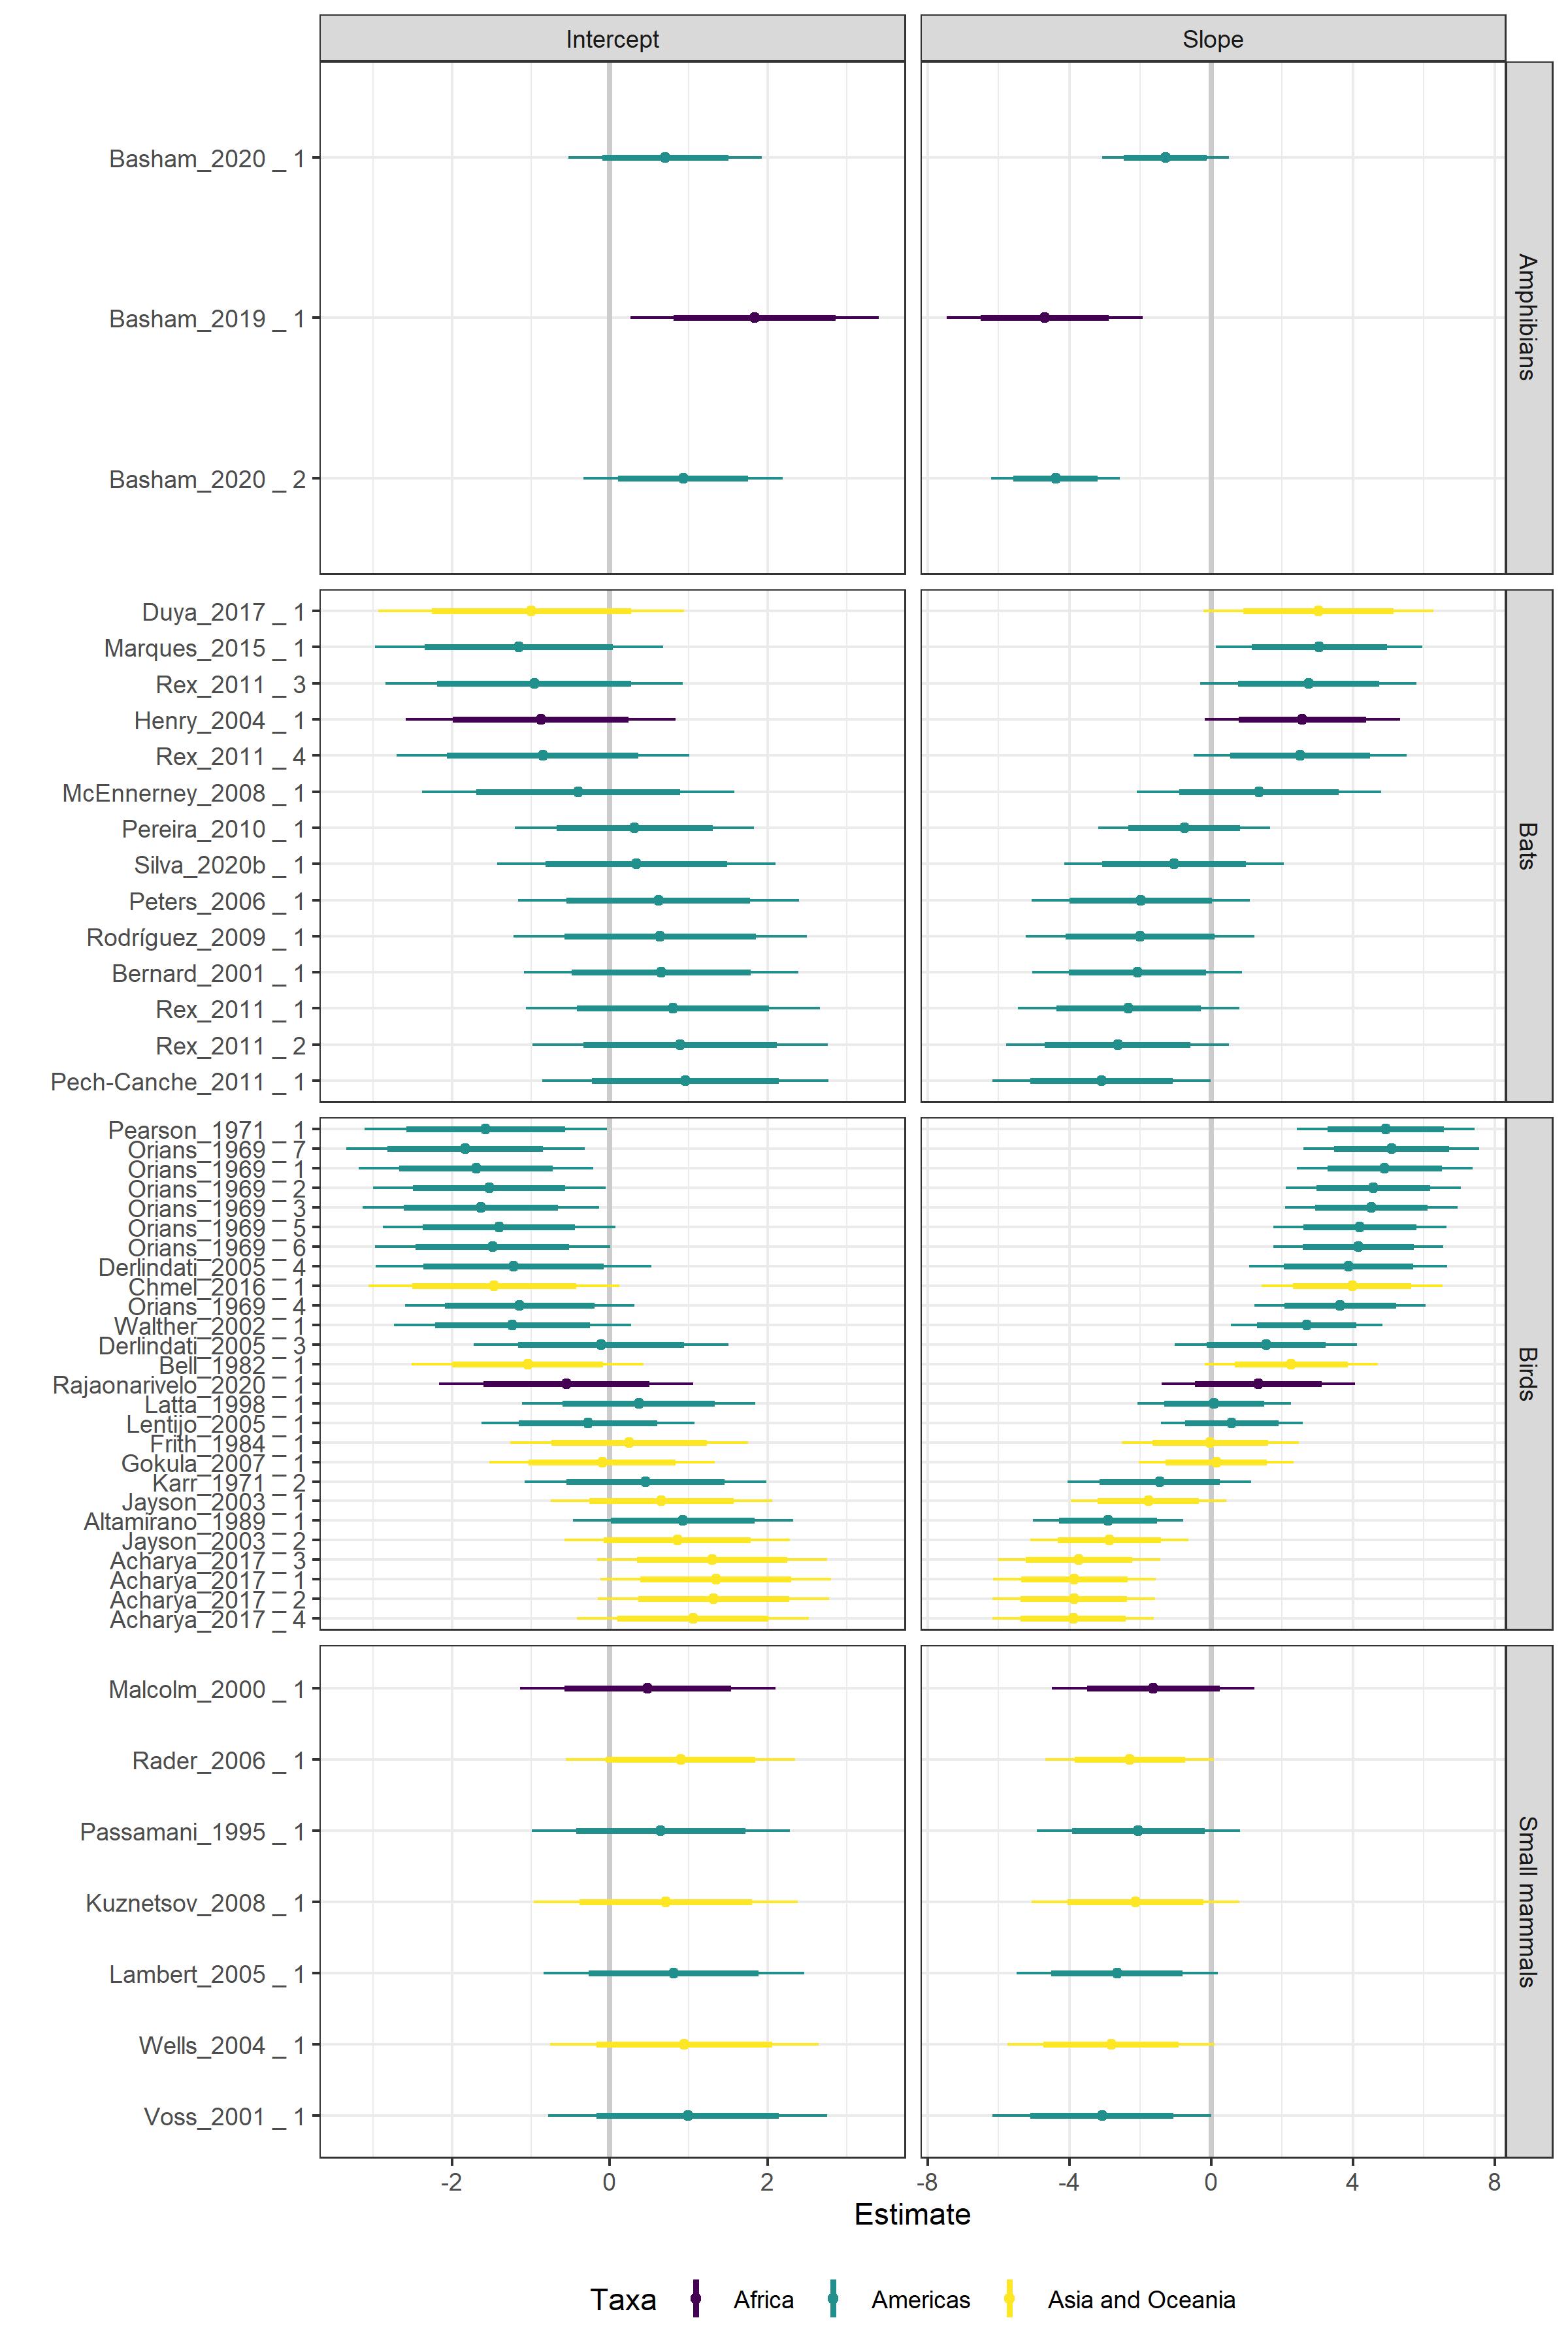 Intercept
Slope
Basham_2020 _ 1
Basham_2019 _ 1
Basham_2020 _ 2
Amphibians
Duya_2017 _ 1
Marques_2015 _ 1
Rex_2011 _ 3
Henry_2004 _ 1
Rex_2011 _ 4
McEnnerney_2008 _ 1
Pereira_2010 _ 1
Silva_2020b _ 1
Peters_2006 _ 1
Rodríguez_2009 _ 1
Bernard_2001 _ 1
Rex_2011 _ 1
Rex_2011 _ 2
Pech-Canche_2011 _ 1
Bats
Pearson_1971 _ 1
Orians_1969 _ 7
Orians_1969 _ 1
Orians_1969 _ 2
Orians_1969 _ 3
Orians_1969 _ 5
Orians_1969 _ 6
Derlindati_2005 _ 4
Chmel_2016 _ 1
Orians_1969 _ 4
Walther_2002 _ 1
Derlindati_2005 _ 3
Bell_1982 _ 1
Rajaonarivelo_2020 _ 1
Latta_1998 _ 1
Lentijo_2005 _ 1
Frith_1984 _ 1
Gokula_2007 _ 1
Karr_1971 _ 2
Jayson_2003 _ 1
Altamirano_1989 _ 1
Jayson_2003 _ 2
Acharya_2017 _ 3
Acharya_2017 _ 1
Acharya_2017 _ 2
Acharya_2017 _ 4
Birds
Malcolm_2000 _ 1
Rader_2006 _ 1
Passamani_1995 _ 1
Kuznetsov_2008 _ 1
Lambert_2005 _ 1
Wells_2004 _ 1
Voss_2001 _ 1
Small mammals
-2 0 2
-8 -4 0 4 8
Estimate
Taxa Africa Americas Asia and Oceania